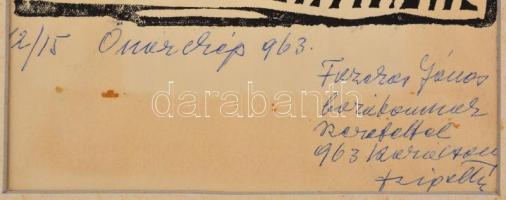 12/15 Önarckép 963.
Fazekas János
barátomnak
szeretettel
963 Karácsony
darabanth